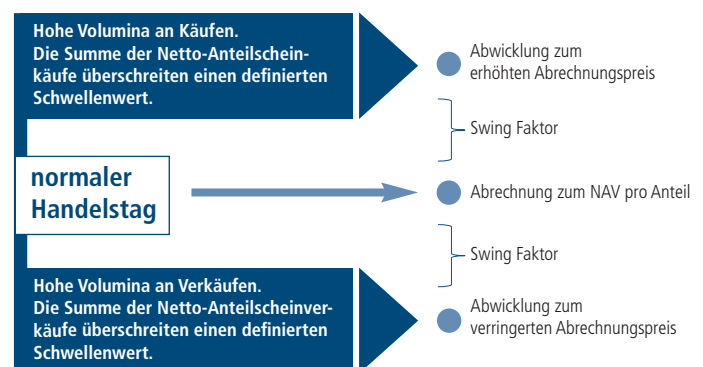 Hohe Volumina an Käufen.
Die Summe der Netto-Anteilschein-
käufe überschreiten einen definierten
Schwellenwert.
Abwicklung zum
erhöhten Abrechnungspreis
Swing Faktor
normaler
Handelstag
Abrechnung zum NAV pro Anteil
Swing Faktor
Hohe Volumina an Verkäufen.
Die Summe der Netto-Anteilscheinver-
käufe überschreiten einen definierten
Schwellenwert.
Abwicklung zum
verringerten Abrechnungspreis